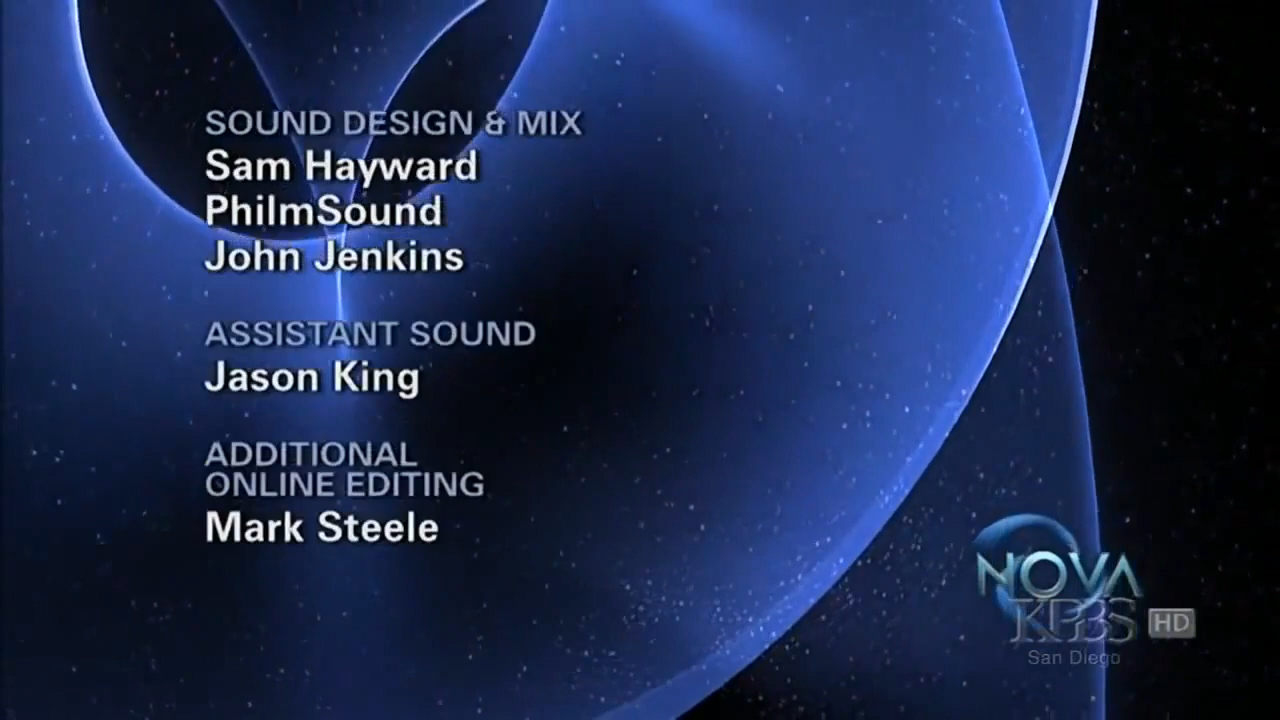 SOUND DESIGN & MIX
Sam Hayward
PhilmSound
John Jenkins
ASSISTANT SOUND
Jason King
ADDITIONAL
ONLINE EDITING
Mark Steele
NOVA
KPBS HD
San Diego